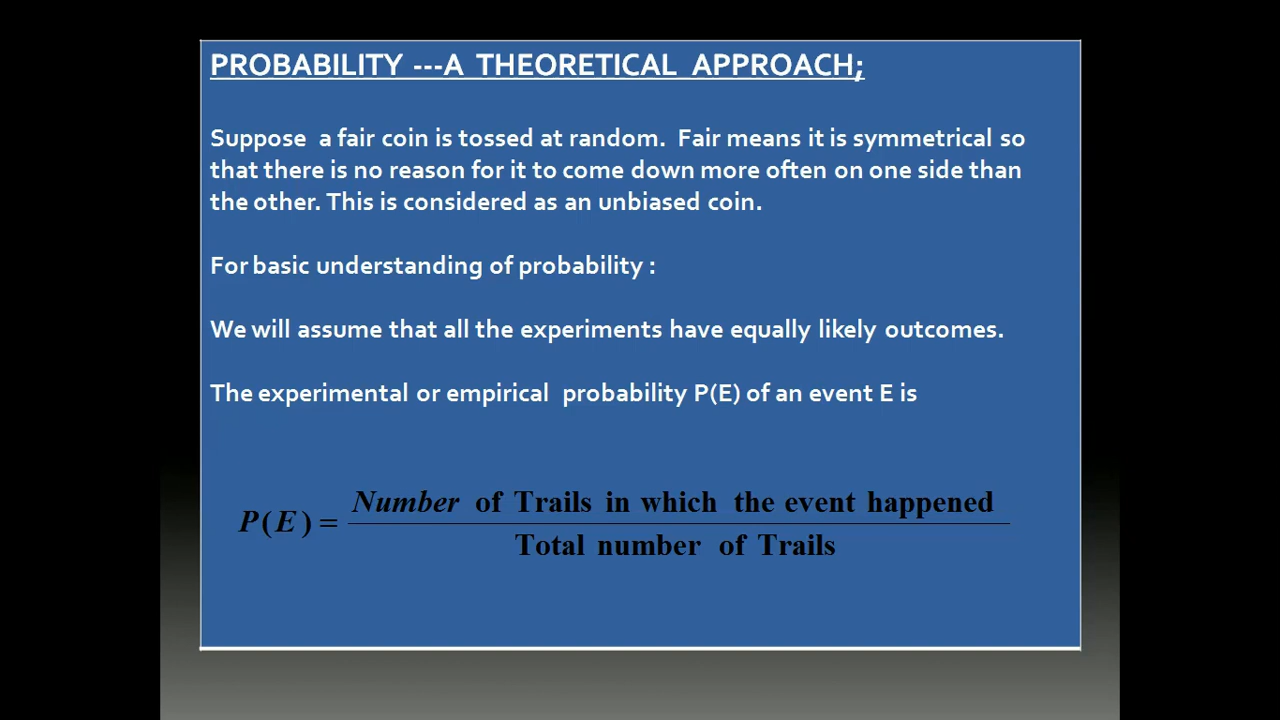 PROBABILITY ---A THEORETICAL APPROACH;
Suppose a fair coin is tossed at random. Fair means it is symmetrical so
that there is no reason for it to come down more often on one side than
the other. This is considered as an unbiased coin.
For basic understanding of probability :
We will assume that all the experiments have equally likely outcomes.
The experimental or empirical probability P(E) of an event E is
P(E) = Number of Trails in which the event happened
Total number of Trails